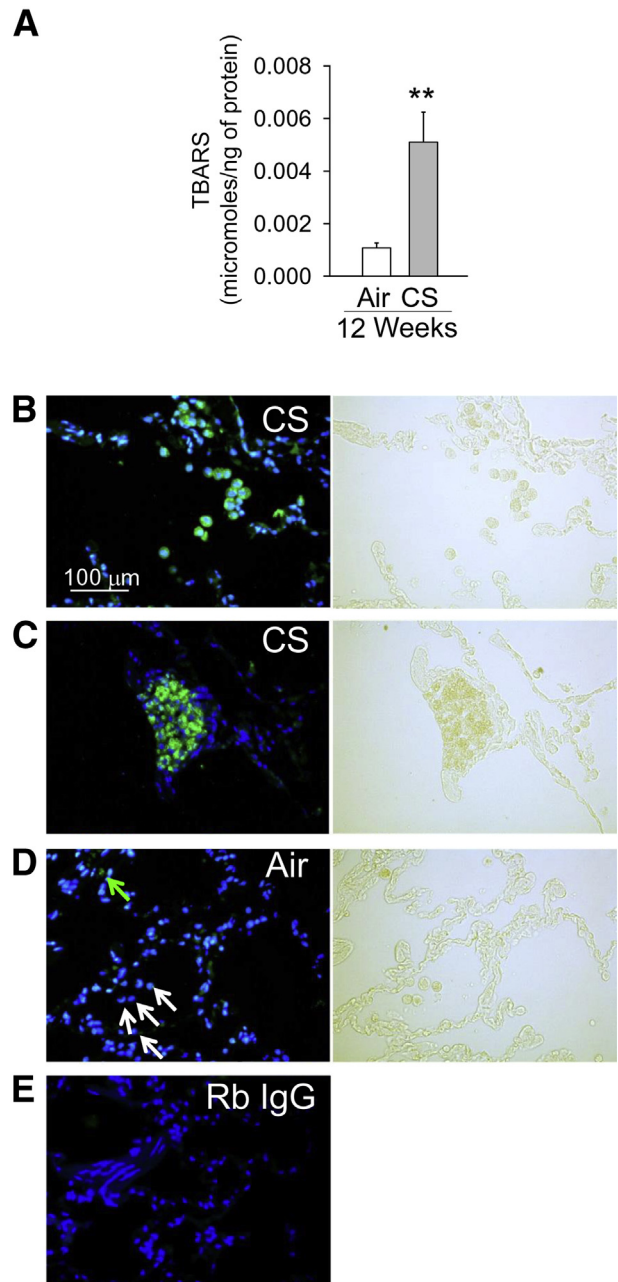 A
TBARS
(micromoles/ng of protein)
0.008
0.006
0.004
0.002
0.000
**
Air CS
12 Weeks
B
CS
100 μm
C
CS
D
Air
E
Rb IgG